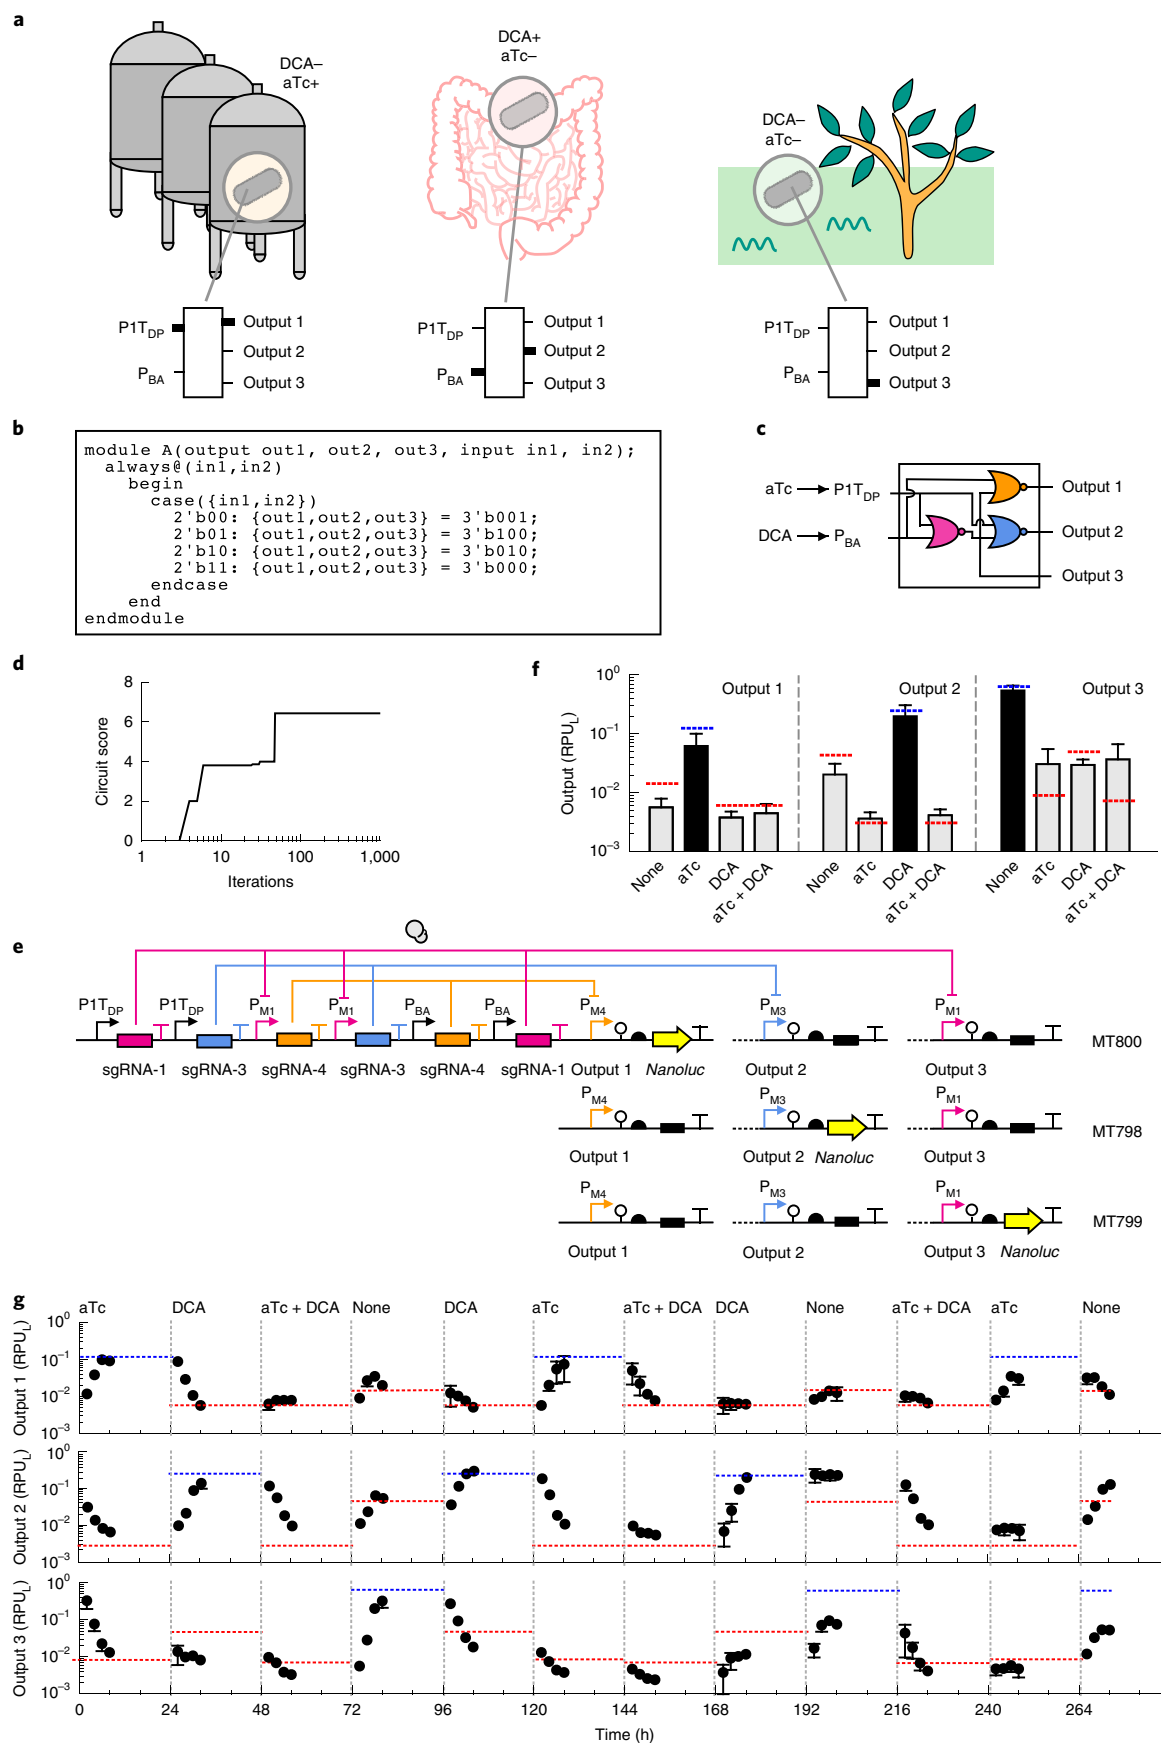 a
DCA–
aTc+
DCA+
aTc–
DCA–
aTc–
P1TDP
PBA
Output 1
Output 2
Output 3
P1TDP
PBA
Output 1
Output 2
Output 3
P1TDP
PBA
Output 1
Output 2
Output 3
b
module A(output out1, out2, out3, input in1, in2);
always@(in1,in2)
begin
case({in1,in2})
2'b00: {out1,out2,out3} = 3'b001;
2'b01: {out1,out2,out3} = 3'b100;
2'b10: {out1,out2,out3} = 3'b010;
2'b11: {out1,out2,out3} = 3'b000;
endcase
end
endmodule
c
aTc P1TDP
DCA PBA
Output 1
Output 2
Output 3
d
Circuit score
8
6
4
2
0
1 10 100 1,000
Iterations
f
Output (RPUL)
10⁰
10⁻¹
10⁻²
10⁻³
Output 1
Output 2
Output 3
None aTc DCA aTc + DCA
None aTc DCA aTc + DCA
None aTc DCA aTc + DCA
e
P1TDP P1TDP PM1 PM1 PBA PBA PM4 PM3 PM1
MT800
sgRNA-1 sgRNA-3 sgRNA-4 sgRNA-3 sgRNA-4 sgRNA-1 Output 1 Nanoluc Output 2 Output 3
PM4 PM3 PM1
MT798
Output 1 Output 2 Nanoluc Output 3
PM4 PM3 PM1
MT799
Output 1 Output 2 Output 3 Nanoluc
g
aTc DCA aTc + DCA None DCA aTc aTc + DCA DCA None aTc + DCA aTc None
Output 1 (RPUL)
10⁰
10⁻¹
10⁻²
10⁻³
Output 2 (RPUL)
10⁰
10⁻¹
10⁻²
10⁻³
Output 3 (RPUL)
10⁰
10⁻¹
10⁻²
10⁻³
0 24 48 72 96 120 144 168 192 216 240 264
Time (h)